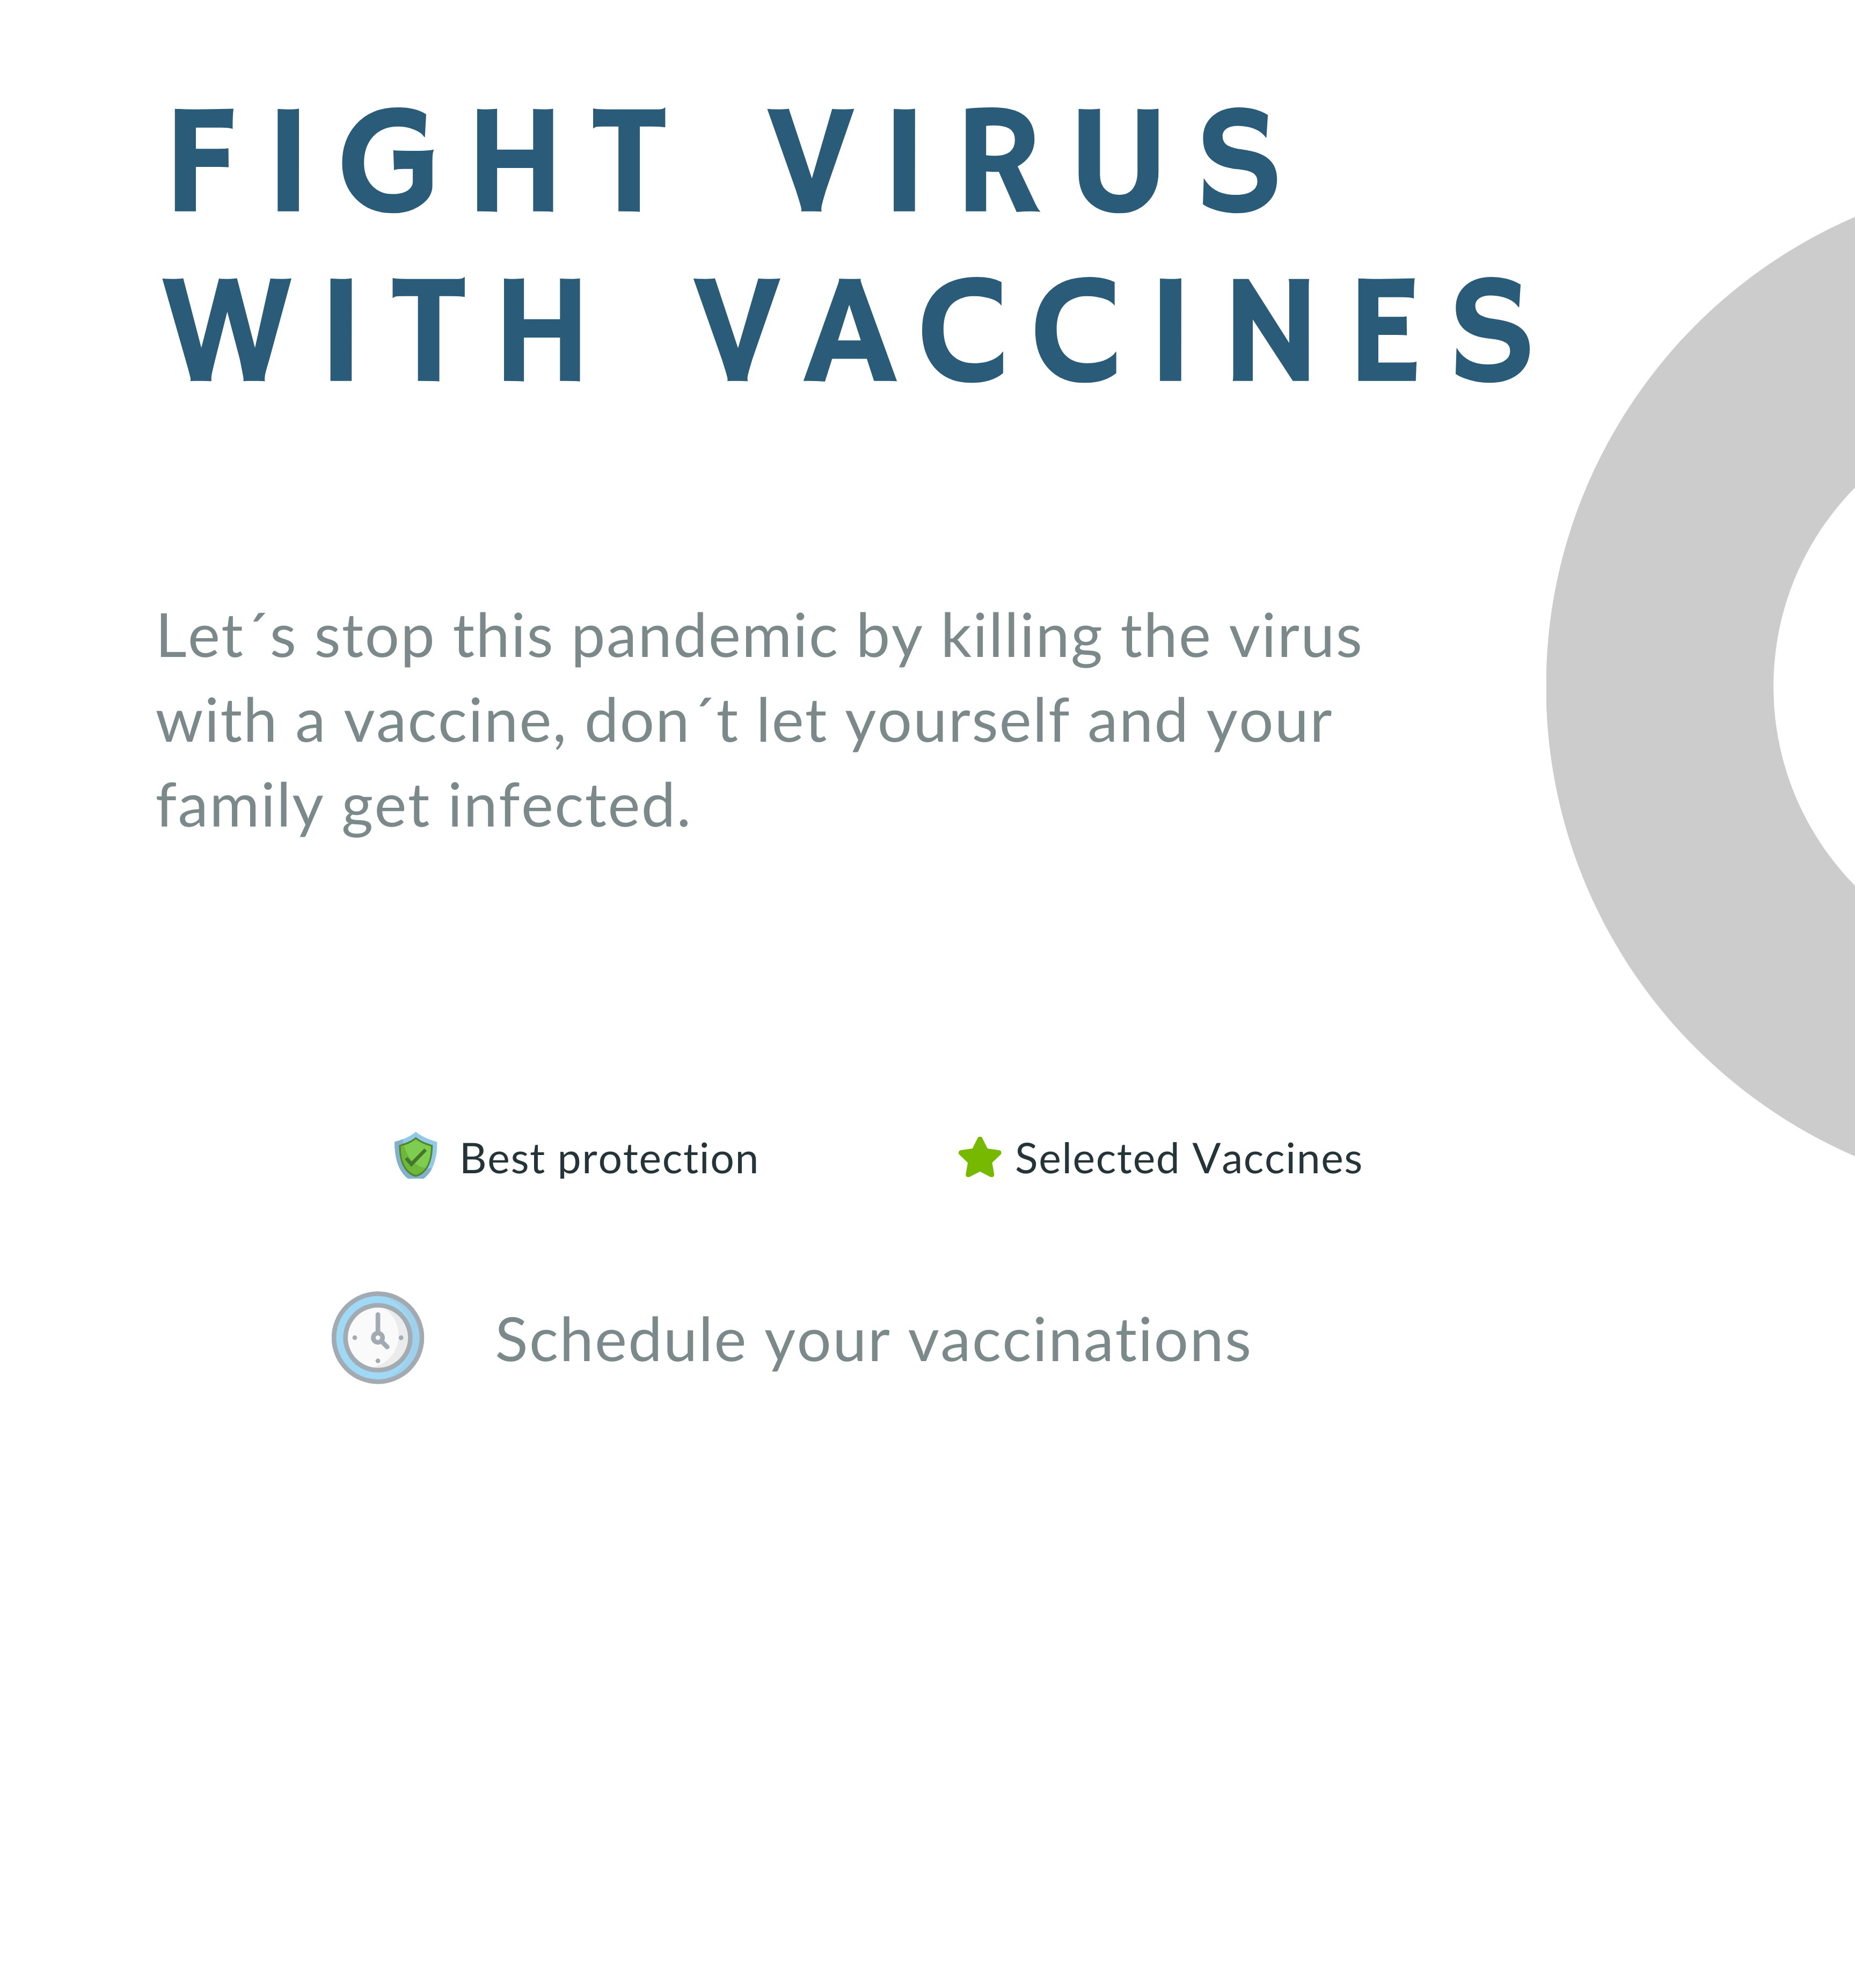 FIGHT VIRUS
WITH VACCINES
Let´s stop this pandemic by killing the virus
with a vaccine, don´t let yourself and your
family get infected.
Best protection
Selected Vaccines
Schedule your vaccinations